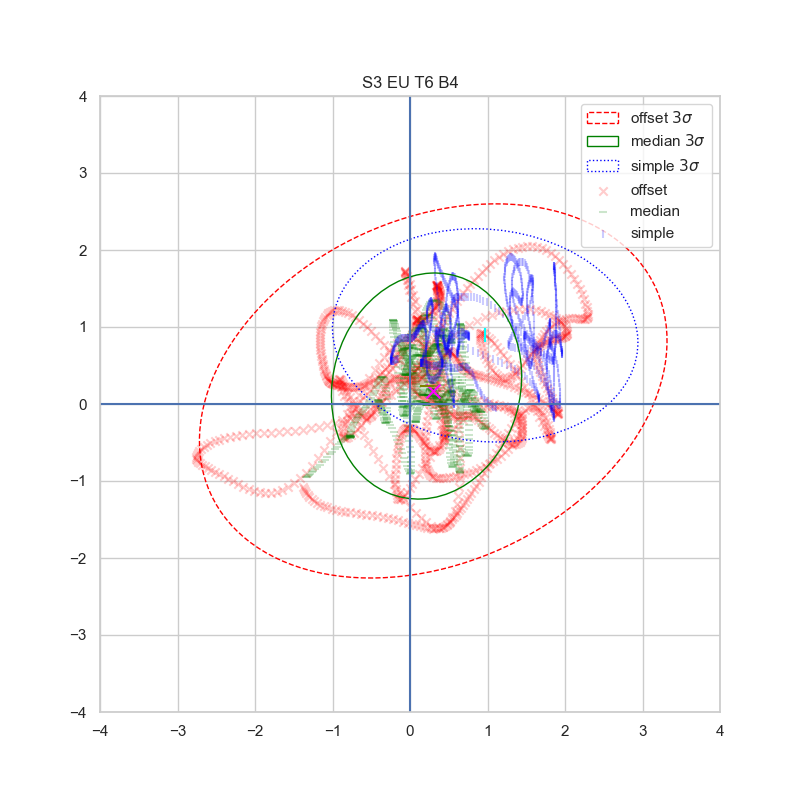 S3 EU T6 B4
offset 3σ
median 3σ
simple 3σ
offset
median
simple
4
3
2
1
0
−1
−2
−3
−4
−4 −3 −2 −1 0 1 2 3 4